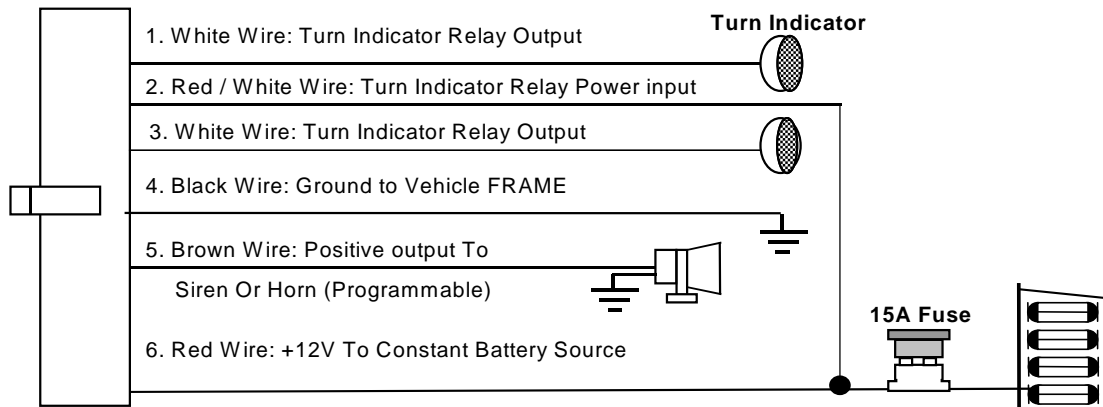 Turn Indicator
1. White Wire: Turn Indicator Relay Output
2. Red / White Wire: Turn Indicator Relay Power input
3. White Wire: Turn Indicator Relay Output
4. Black Wire: Ground to Vehicle FRAME
5. Brown Wire: Positive output To
Siren Or Horn (Programmable)
15A Fuse
6. Red Wire: +12V To Constant Battery Source